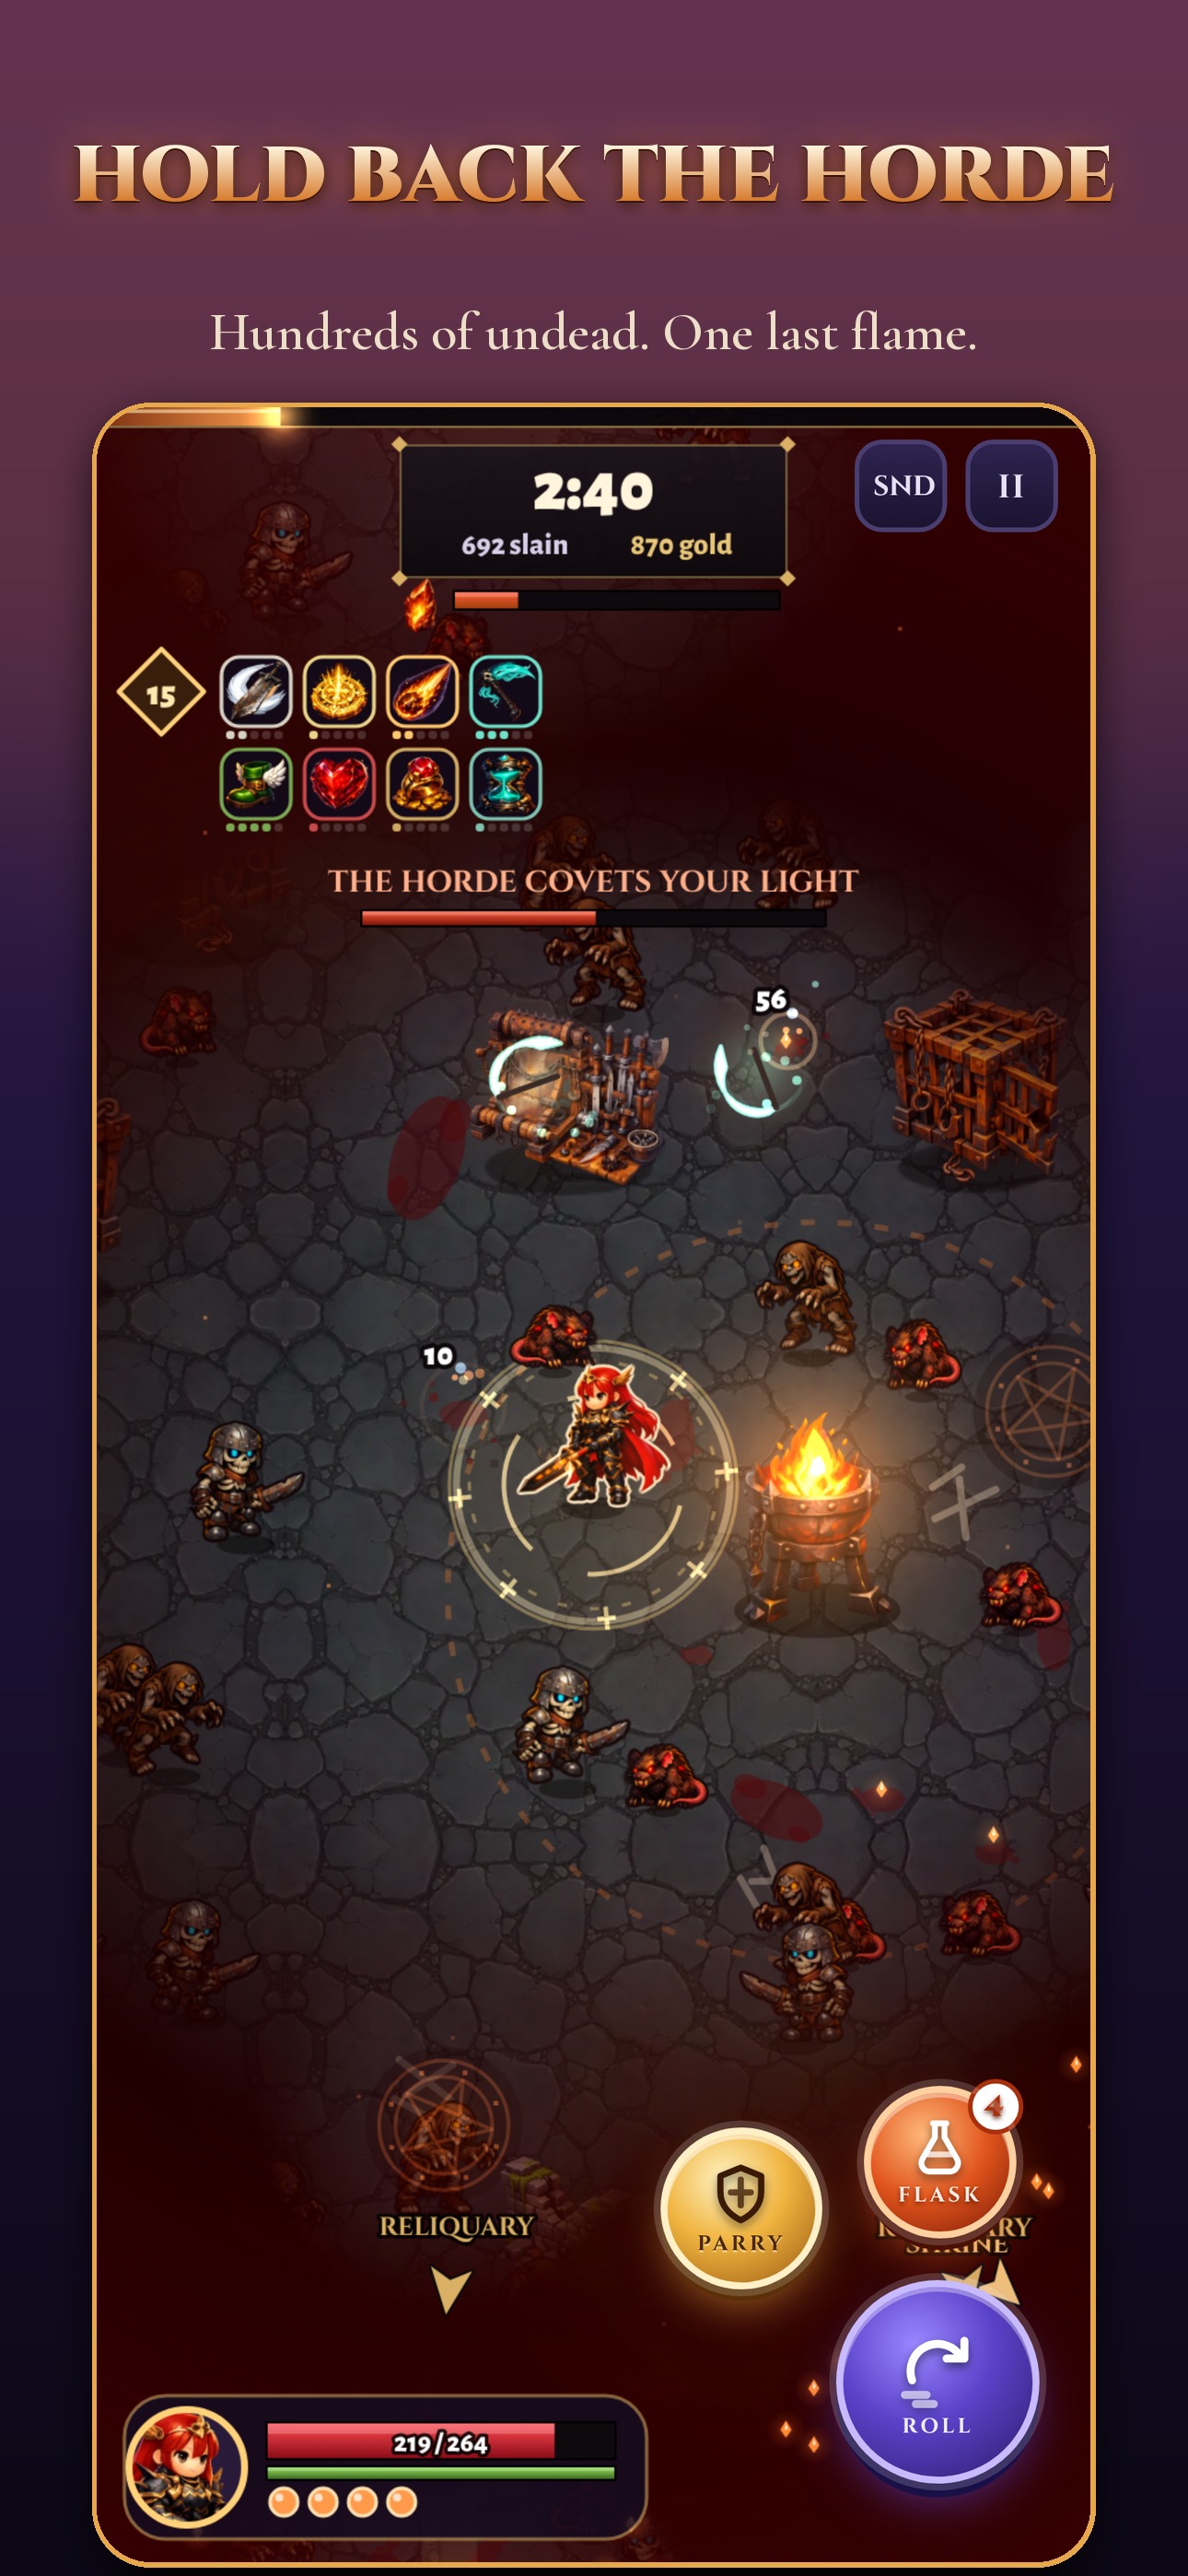 HOLD BACK THE HORDE
Hundreds of undead. One last flame.
2:40
692 slain 870 gold
SND II
15
THE HORDE COVETS YOUR LIGHT
56
10
4
FLASK
PARRY
RELIQUARY
SHRINE
ROLL
219/264